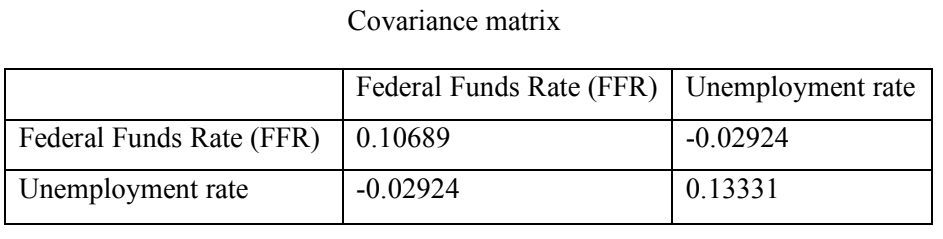 Covariance matrix
Federal Funds Rate (FFR) Unemployment rate
Federal Funds Rate (FFR) 0.10689 -0.02924
Unemployment rate -0.02924 0.13331